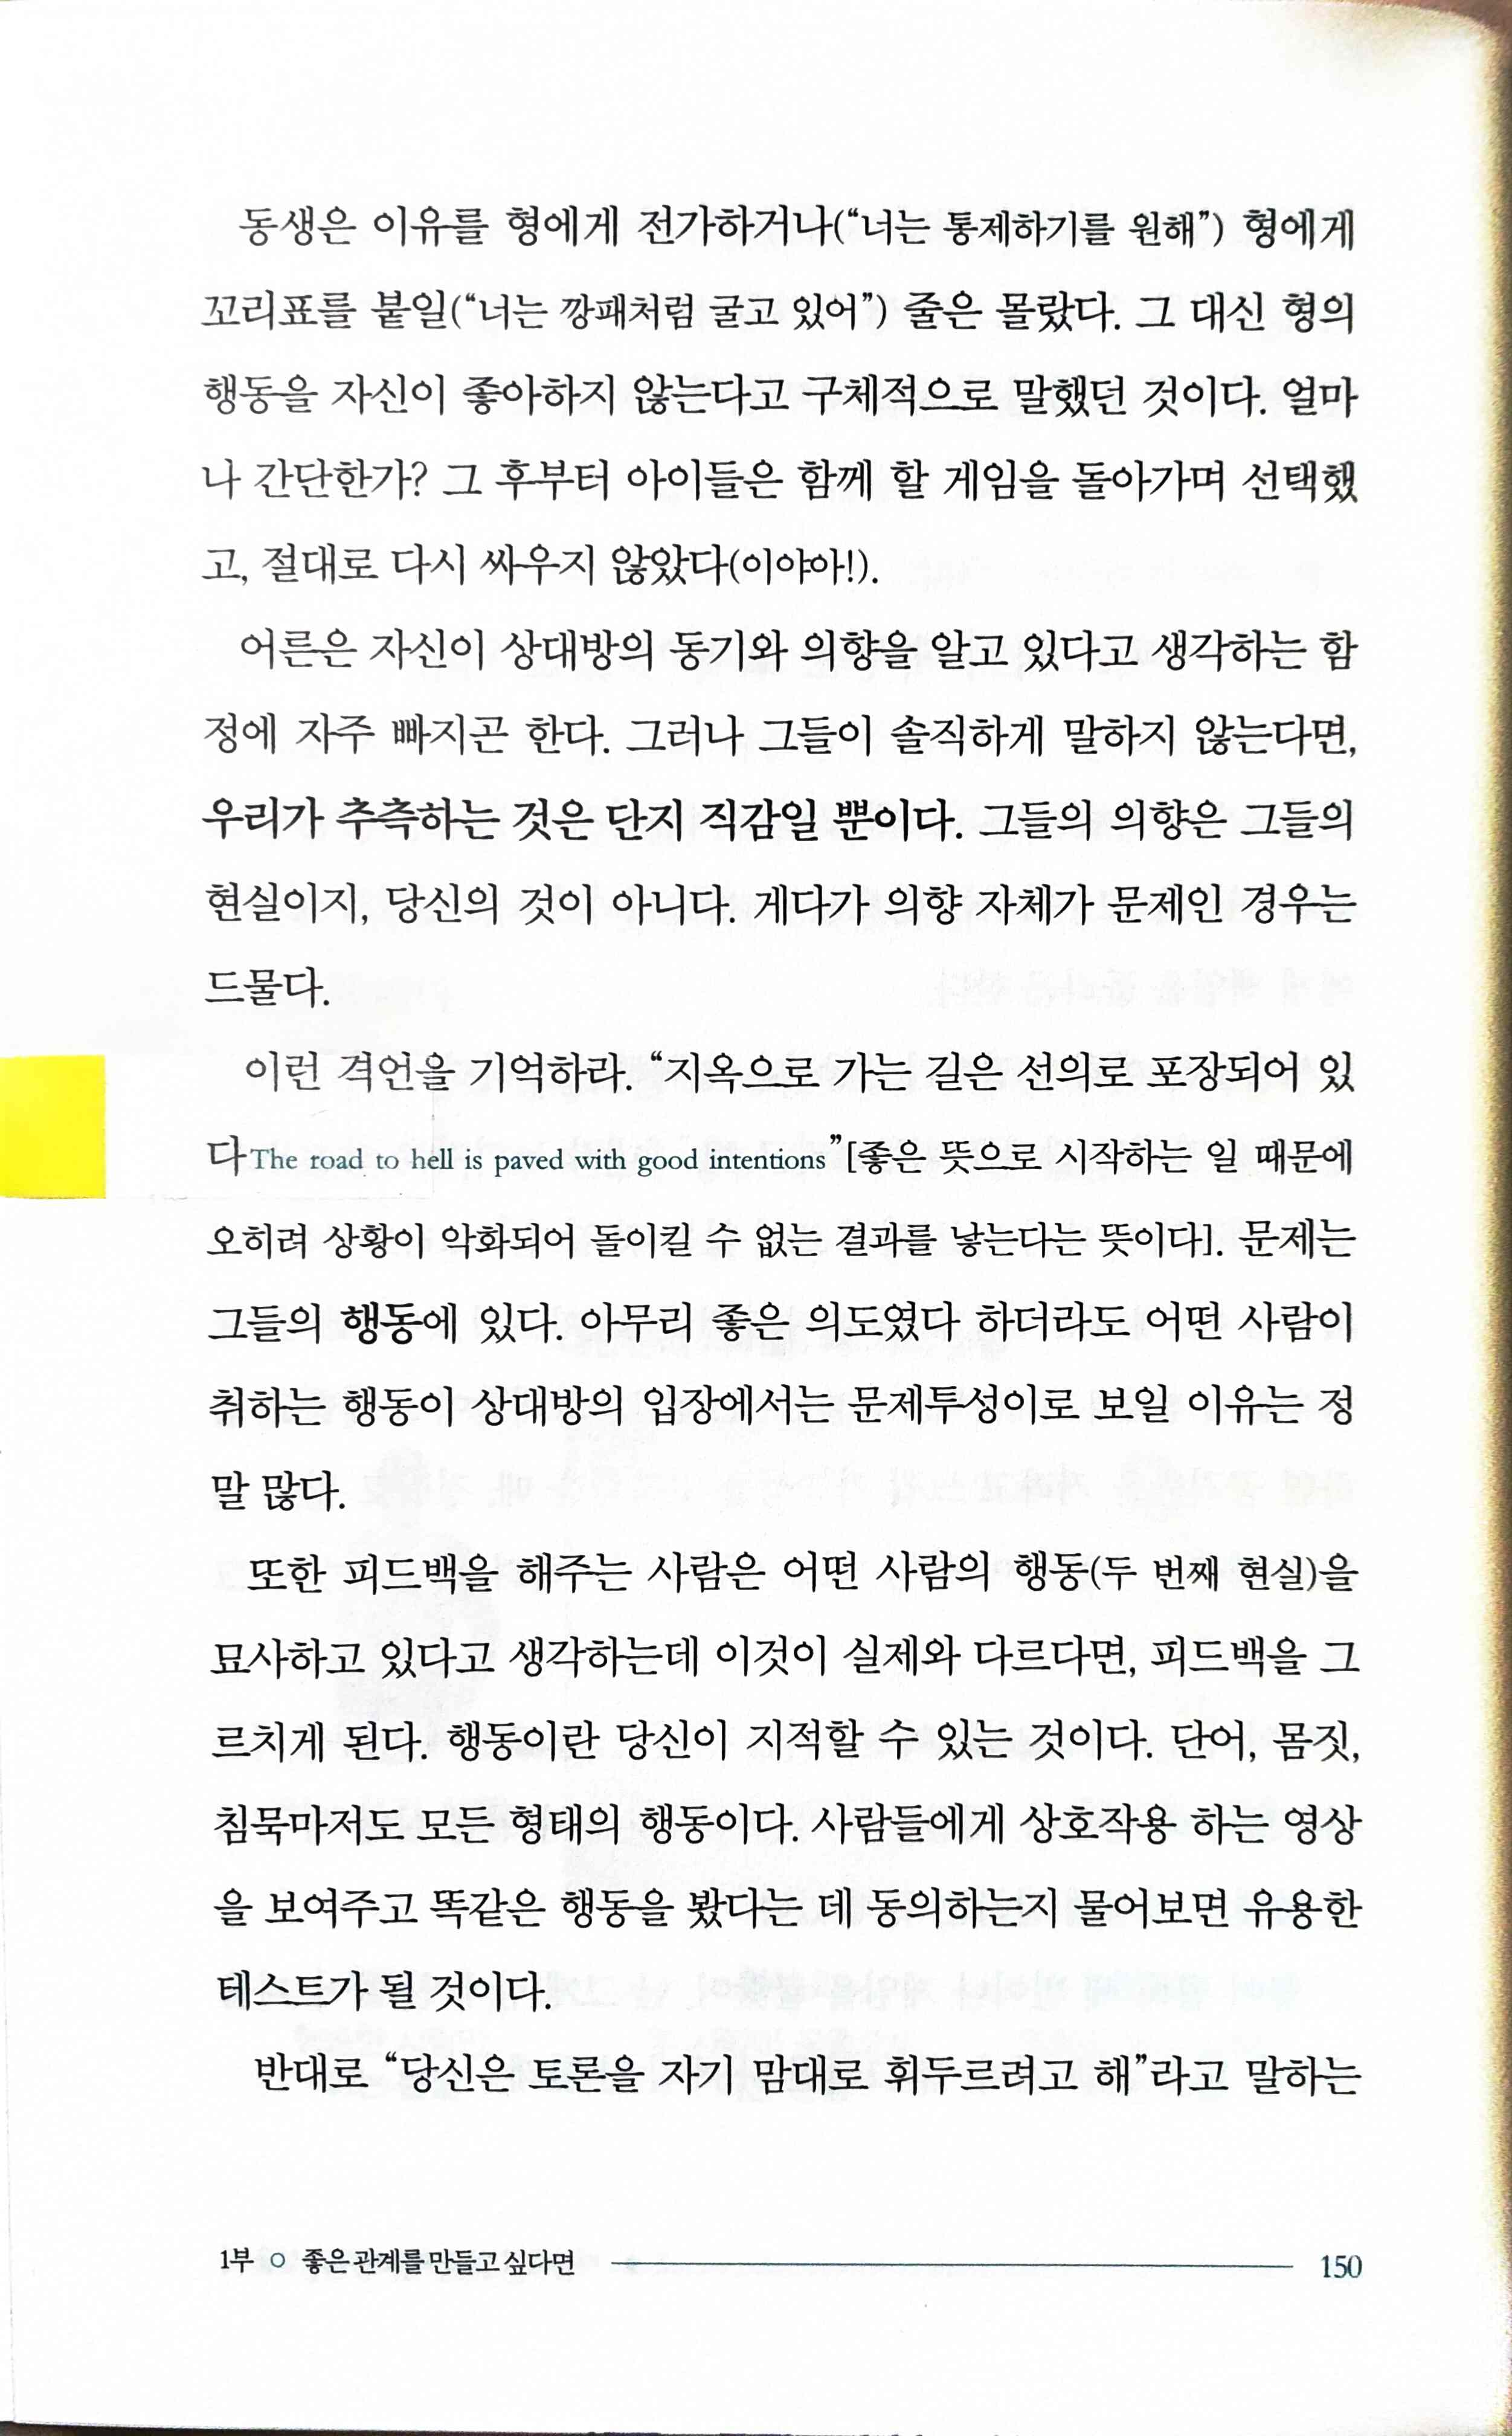 동생은 이유를 형에게 전가하거나(“너는 통제하기를 원해”) 형에게
꼬리표를 붙일(“너는 깡패처럼 굴고 있어”) 줄은 몰랐다. 그 대신 형의
행동을 자신이 좋아하지 않는다고 구체적으로 말했던 것이다. 얼마
나 간단한가? 그 후부터 아이들은 함께 할 게임을 돌아가며 선택했
고, 절대로 다시 싸우지 않았다(이야아!).
어른은 자신이 상대방의 동기와 의향을 알고 있다고 생각하는 함
정에 자주 빠지곤 한다. 그러나 그들이 솔직하게 말하지 않는다면,
우리가 추측하는 것은 단지 직감일 뿐이다. 그들의 의향은 그들의
현실이지, 당신의 것이 아니다. 게다가 의향 자체가 문제인 경우는
드물다.
이런 격언을 기억하라. “지옥으로 가는 길은 선의로 포장되어 있
다The road to hell is paved with good intentions”[좋은 뜻으로 시작하는 일 때문에
오히려 상황이 악화되어 돌이킬 수 없는 결과를 낳는다는 뜻이다]. 문제는
그들의 행동에 있다. 아무리 좋은 의도였다 하더라도 어떤 사람이
취하는 행동이 상대방의 입장에서는 문제투성이로 보일 이유는 정
말 많다.
또한 피드백을 해주는 사람은 어떤 사람의 행동(두 번째 현실)을
묘사하고 있다고 생각하는데 이것이 실제와 다르다면, 피드백을 그
르치게 된다. 행동이란 당신이 지적할 수 있는 것이다. 단어, 몸짓,
침묵마저도 모든 형태의 행동이다. 사람들에게 상호작용 하는 영상
을 보여주고 똑같은 행동을 봤다는 데 동의하는지 물어보면 유용한
테스트가 될 것이다.
반대로 “당신은 토론을 자기 맘대로 휘두르려고 해”라고 말하는
1부 ○ 좋은 관계를 만들고 싶다면 150